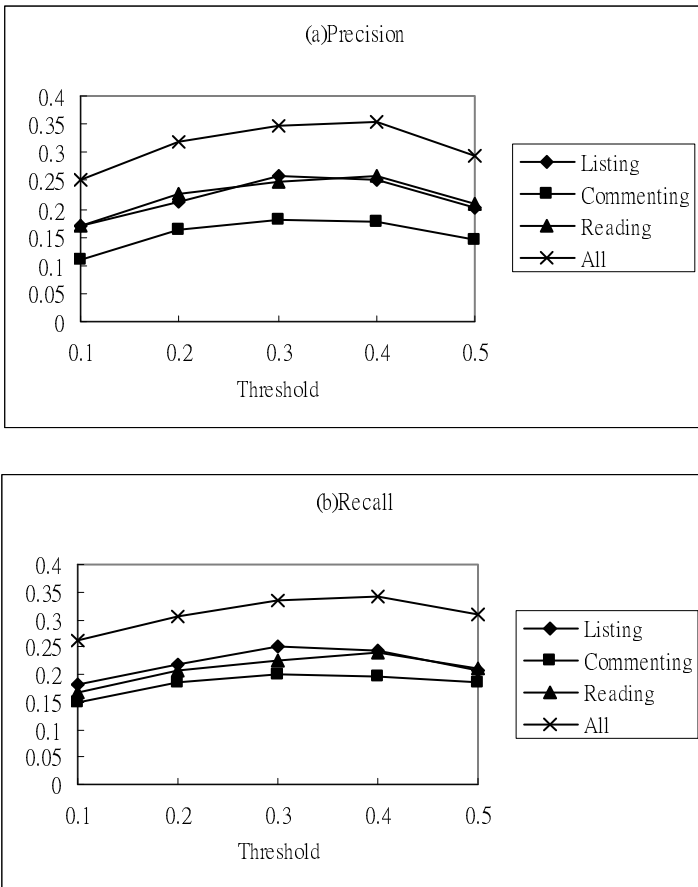 (a)Precision
0.4
0.35
0.3
0.25
0.2
0.15
0.1
0.05
0
0.1 0.2 0.3 0.4 0.5
Threshold
Listing
Commenting
Reading
All
(b)Recall
0.4
0.35
0.3
0.25
0.2
0.15
0.1
0.05
0
0.1 0.2 0.3 0.4 0.5
Threshold
Listing
Commenting
Reading
All